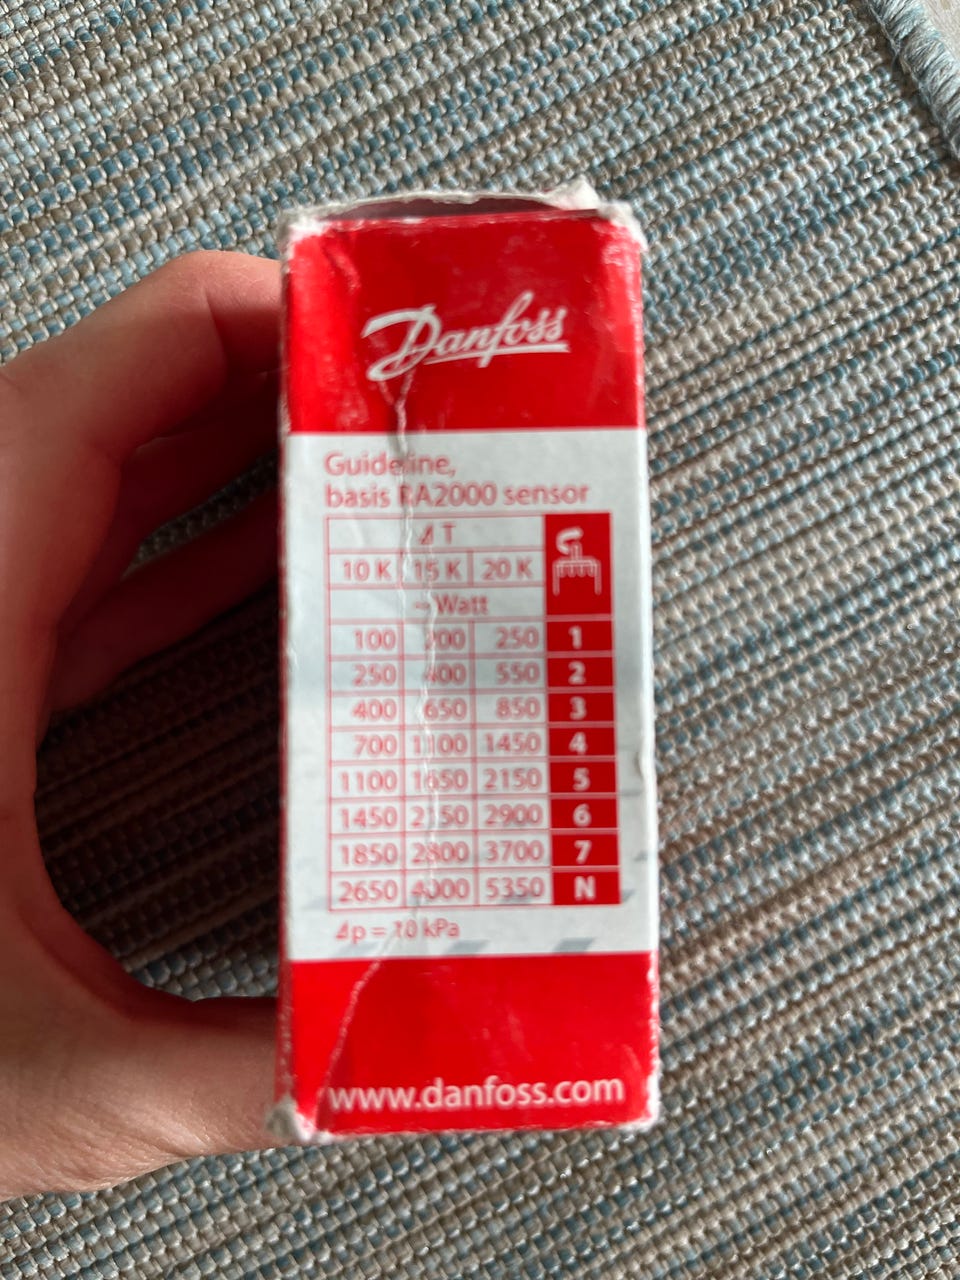 Danfoss
Guideline,
basis RA2000 sensor
⊿ T
10 K 15 K 20 K
~ Watt
100 200 250 1
250 400 550 2
400 650 850 3
700 1100 1450 4
1100 1650 2150 5
1450 2150 2900 6
1850 2800 3700 7
2650 4000 5350 N
⊿p = 10 kPa
www.danfoss.com